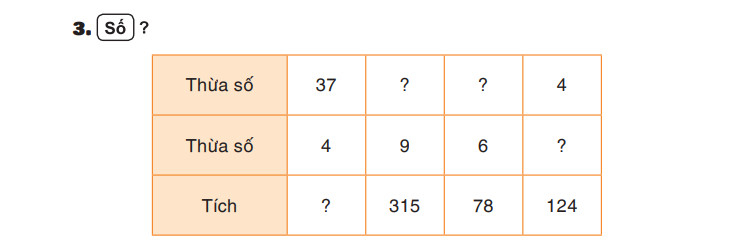 3. Số ?
Thừa số 37 ? ? 4
Thừa số 4 9 6 ?
Tích ? 315 78 124